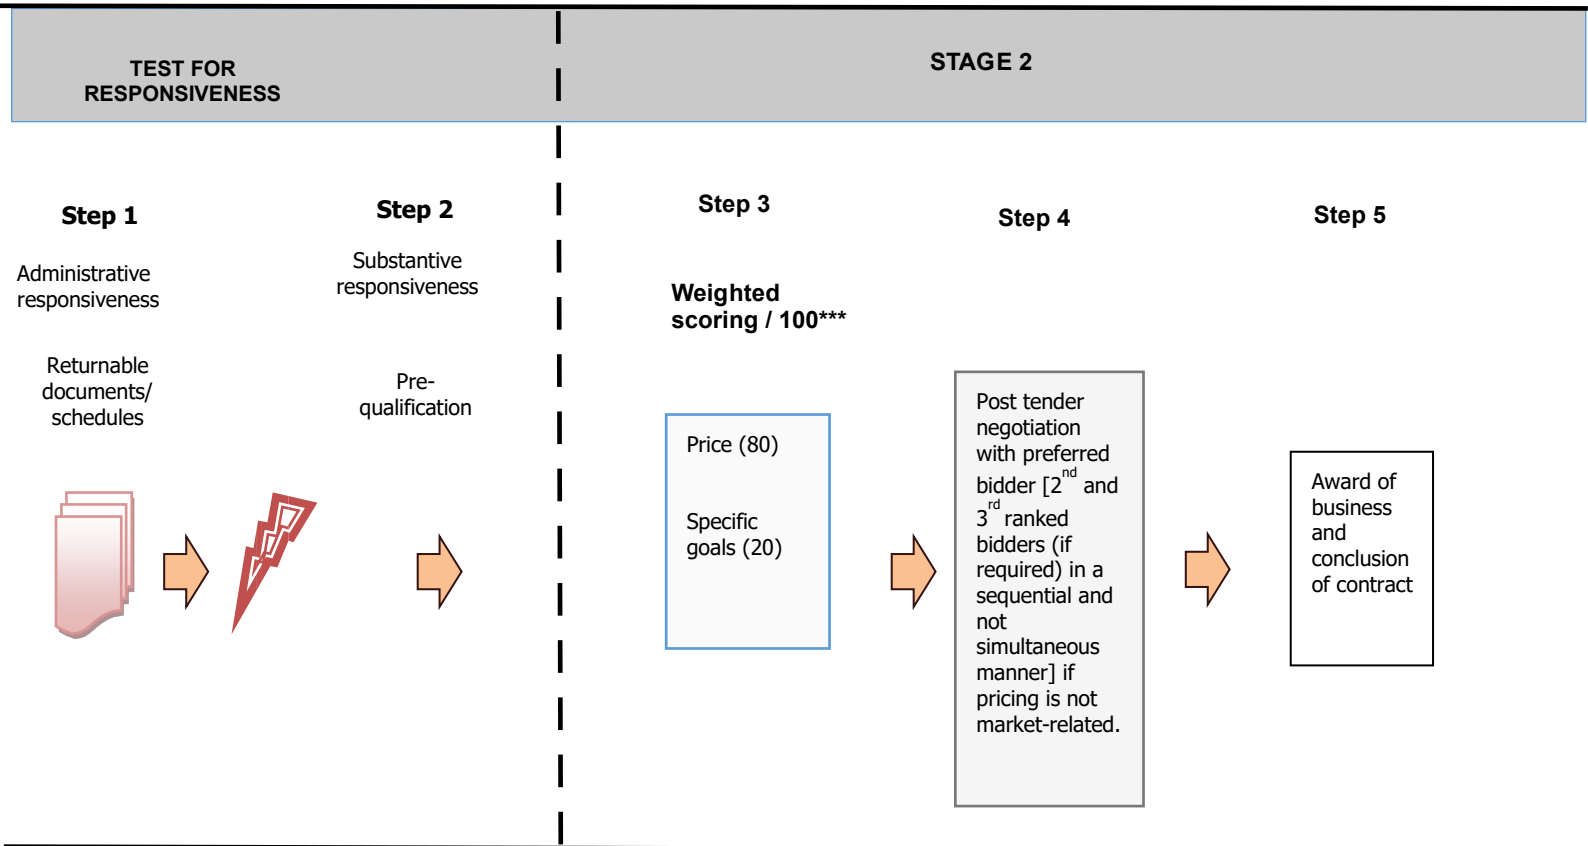 TEST FOR
RESPONSIVENESS
STAGE 2
Step 1
Administrative
responsiveness
Returnable
documents/
schedules
Step 2
Substantive
responsiveness
Pre-
qualification
Step 3
Weighted
scoring / 100***
Price (80)
Specific
goals (20)
Step 4
Post tender
negotiation
with preferred
bidder [2nd and
3rd ranked
bidders (if
required) in a
sequential and
not
simultaneous
manner] if
pricing is not
market-related.
Step 5
Award of
business
and
conclusion
of contract